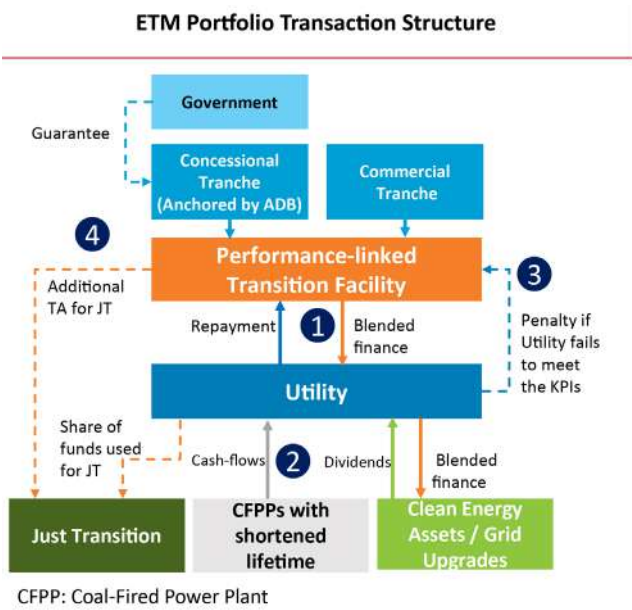 ETM Portfolio Transaction Structure
Government
Guarantee
Concessional
Tranche
(Anchored by ADB)
Commercial
Tranche
4
Performance-linked
Transition Facility
3
Additional
TA for JT
Repayment
1
Blended
finance
Penalty if
Utility fails
to meet
the KPIs
Utility
Share of
funds used
for JT
Cash-flows
2
Dividends
Blended
finance
Just Transition
CFPPs with
shortened
lifetime
Clean Energy
Assets / Grid
Upgrades
CFPP: Coal-Fired Power Plant